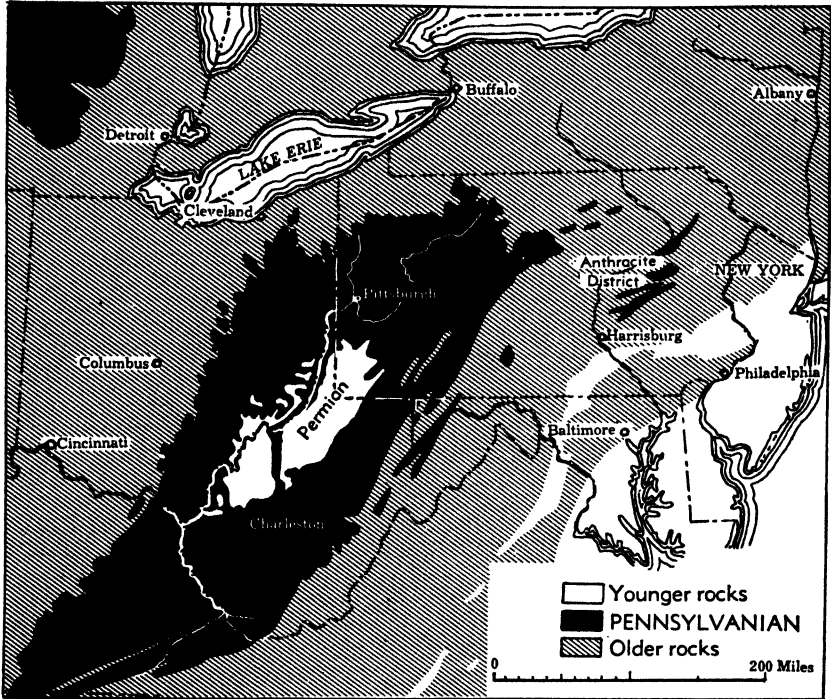 Buffalo
Albany
Detroit
LAKE ERIE
Cleveland
Anthracite
District
NEW YORK
Pittsburgh
Harrisburg
Columbus
Philadelphia
Permian
Baltimore
Cincinnati
Charleston
Younger rocks
PENNSYLVANIAN
Older rocks
0
200 Miles